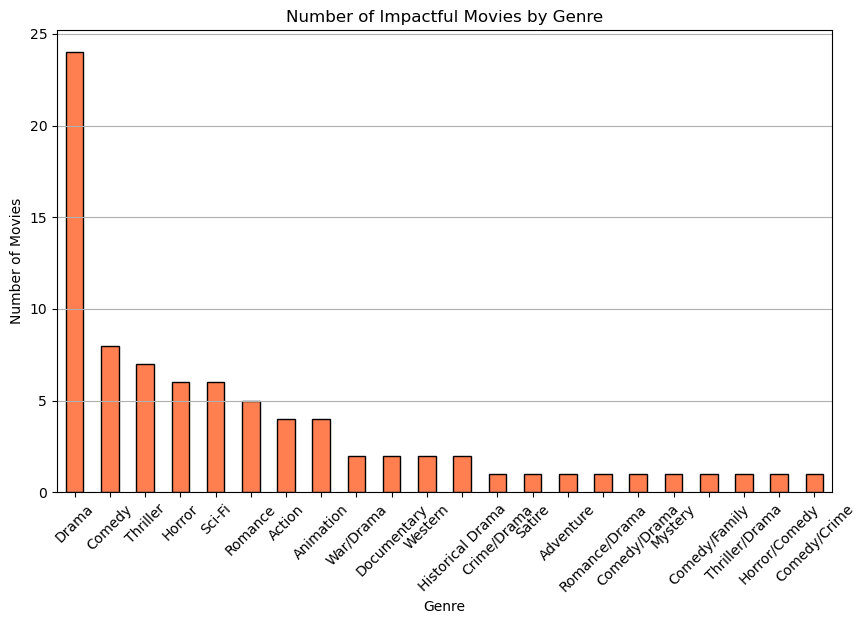 Number of Impactful Movies by Genre
Number of Movies
25
20
15
10
5
0
Drama
Comedy
Thriller
Horror
Sci-Fi
Romance
Action
Animation
War/Drama
Documentary
Western
Historical Drama
Crime/Drama
Satire
Adventure
Romance/Drama
Comedy/Drama
Mystery
Comedy/Family
Thriller/Drama
Horror/Comedy
Comedy/Crime
Genre